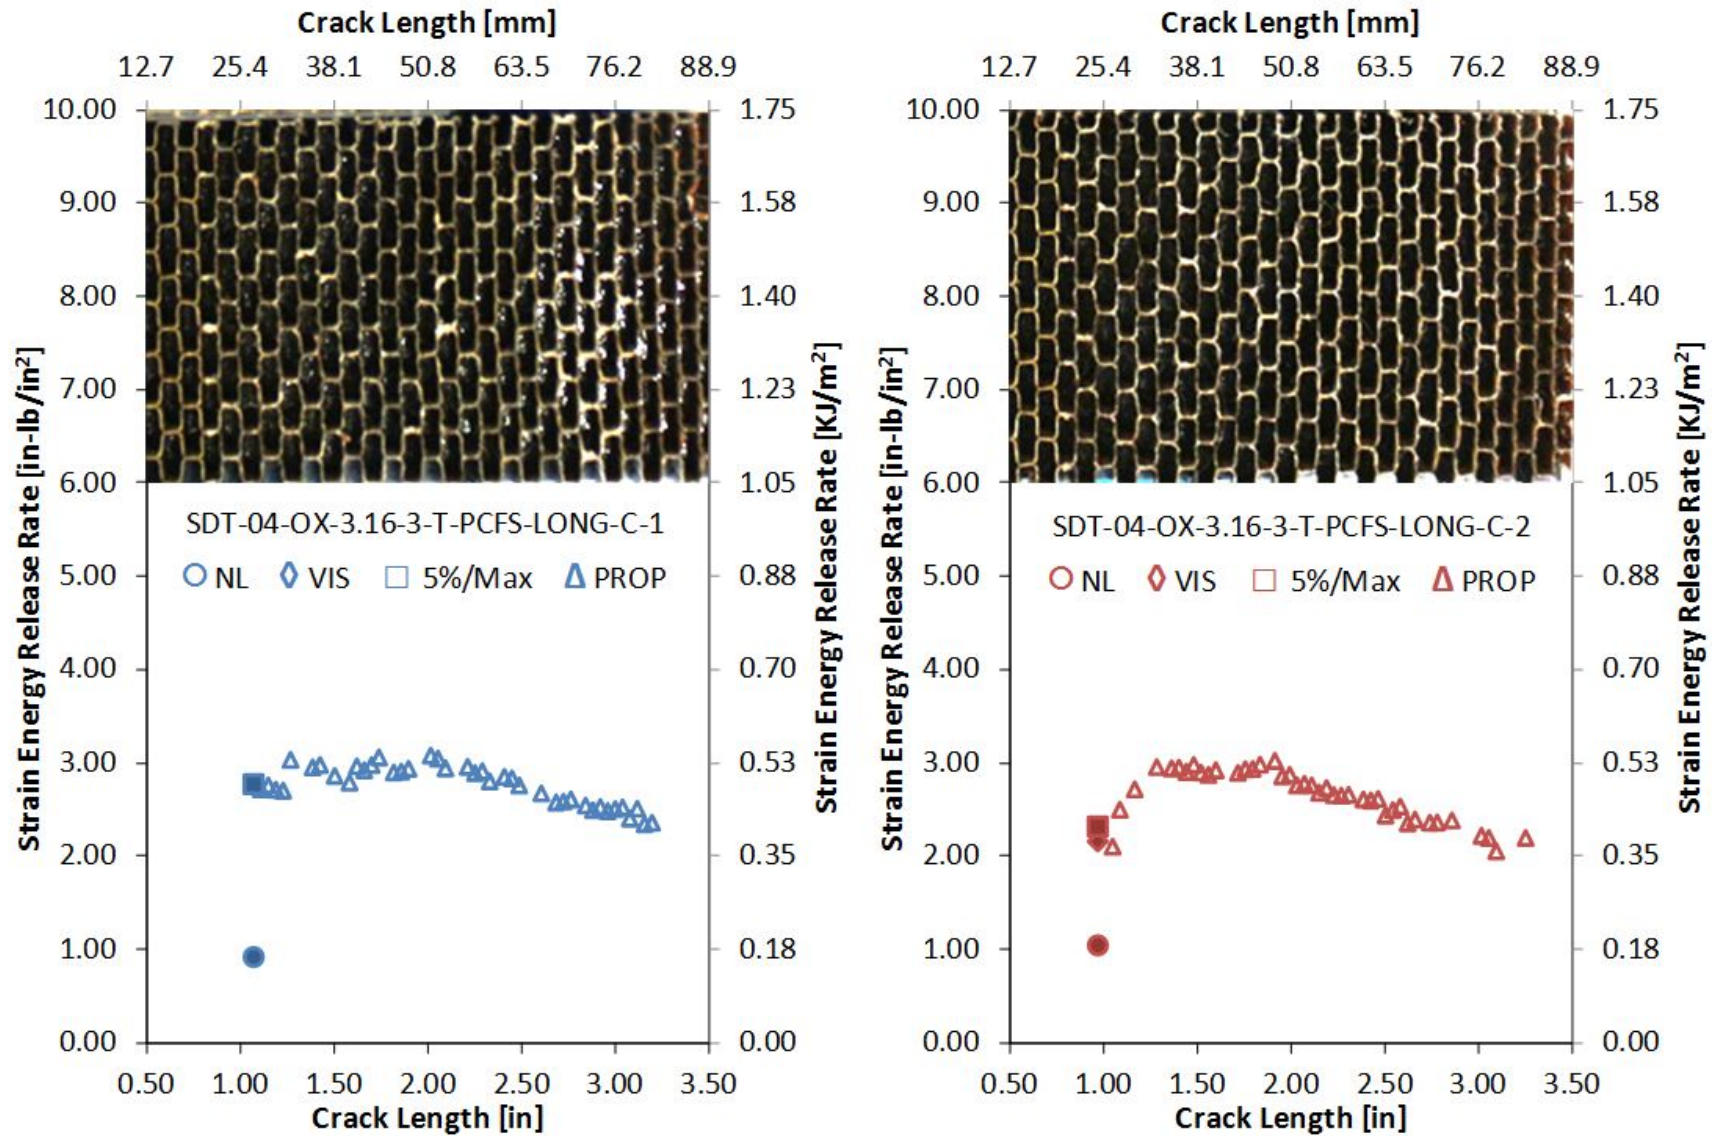 Crack Length [mm]
12.7 25.4 38.1 50.8 63.5 76.2 88.9
10.00 1.75
9.00 1.58
8.00 1.40
7.00 1.23
6.00 1.05
5.00 0.88
4.00 0.70
3.00 0.53
2.00 0.35
1.00 0.18
0.00 0.00
Strain Energy Release Rate [in-lb/in²]
Strain Energy Release Rate [KJ/m²]
SDT-04-OX-3.16-3-T-PCFS-LONG-C-1
NL VIS 5%/Max PROP
0.50 1.00 1.50 2.00 2.50 3.00 3.50
Crack Length [in]
Crack Length [mm]
12.7 25.4 38.1 50.8 63.5 76.2 88.9
10.00 1.75
9.00 1.58
8.00 1.40
7.00 1.23
6.00 1.05
5.00 0.88
4.00 0.70
3.00 0.53
2.00 0.35
1.00 0.18
0.00 0.00
Strain Energy Release Rate [in-lb/in²]
Strain Energy Release Rate [KJ/m²]
SDT-04-OX-3.16-3-T-PCFS-LONG-C-2
NL VIS 5%/Max PROP
0.50 1.00 1.50 2.00 2.50 3.00 3.50
Crack Length [in]